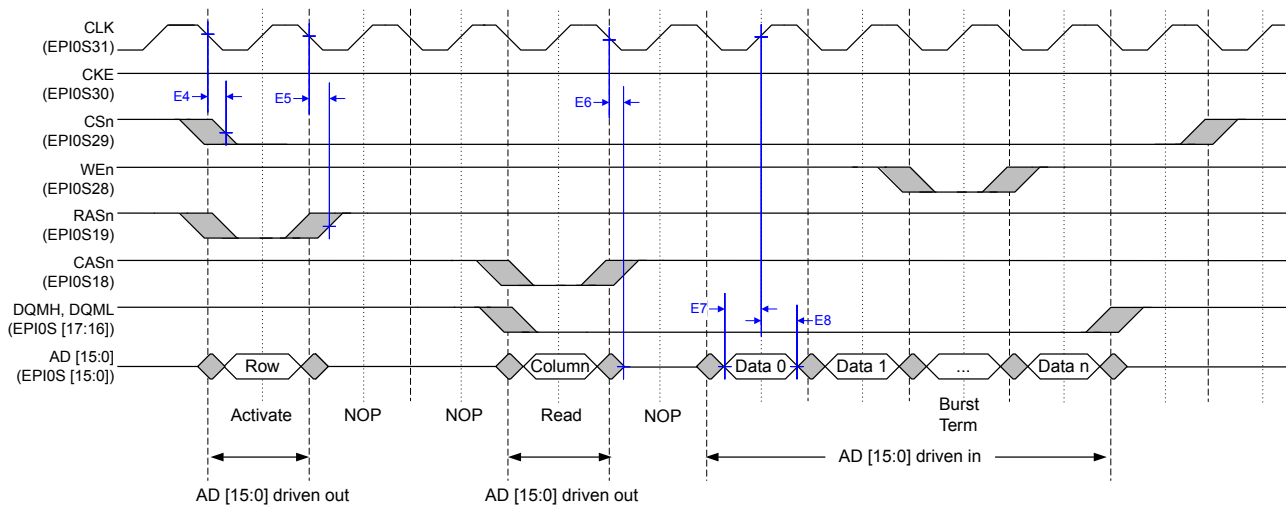 CLK
(EPI0S31)
CKE
(EPI0S30)
E4
E5
E6
CSn
(EPI0S29)
WEn
(EPI0S28)
RASn
(EPI0S19)
CASn
(EPI0S18)
DQMH, DQML
(EPI0S [17:16])
E7
E8
AD [15:0]
(EPI0S [15:0])
Row
Column
Data 0
Data 1
...
Data n
Activate
NOP
NOP
Read
NOP
Burst
Term
AD [15:0] driven in
AD [15:0] driven out
AD [15:0] driven out